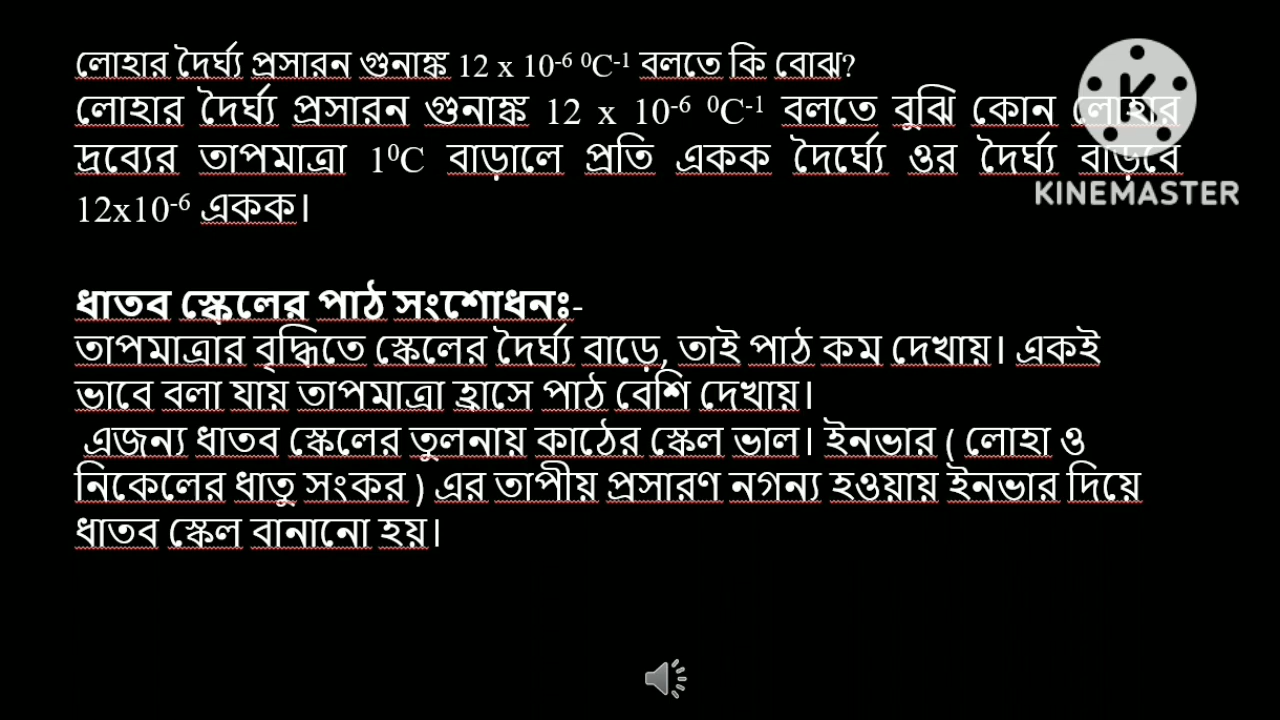 লোহার দৈর্ঘ্য প্রসারন গুনাঙ্ক 12 x 10⁻⁶ ⁰C⁻¹ বলতে কি বোঝ?
লোহার দৈর্ঘ্য প্রসারন গুনাঙ্ক 12 x 10⁻⁶ ⁰C⁻¹ বলতে বুঝি কোন লোহার
দ্রব্যের তাপমাত্রা 1⁰C বাড়ালে প্রতি একক দৈর্ঘ্যে ওর দৈর্ঘ্য বাড়বে
12x10⁻⁶ একক।
KINEMASTER
ধাতব স্কেলের পাঠ সংশোধনঃ-
তাপমাত্রার বৃদ্ধিতে স্কেলের দৈর্ঘ্য বাড়ে, তাই পাঠ কম দেখায়। একই
ভাবে বলা যায় তাপমাত্রা হ্রাসে পাঠ বেশি দেখায়।
এজন্য ধাতব স্কেলের তুলনায় কাঠের স্কেল ভাল। ইনভার ( লোহা ও
নিকেলের ধাতু সংকর ) এর তাপীয় প্রসারণ নগন্য হওয়ায় ইনভার দিয়ে
ধাতব স্কেল বানানো হয়।